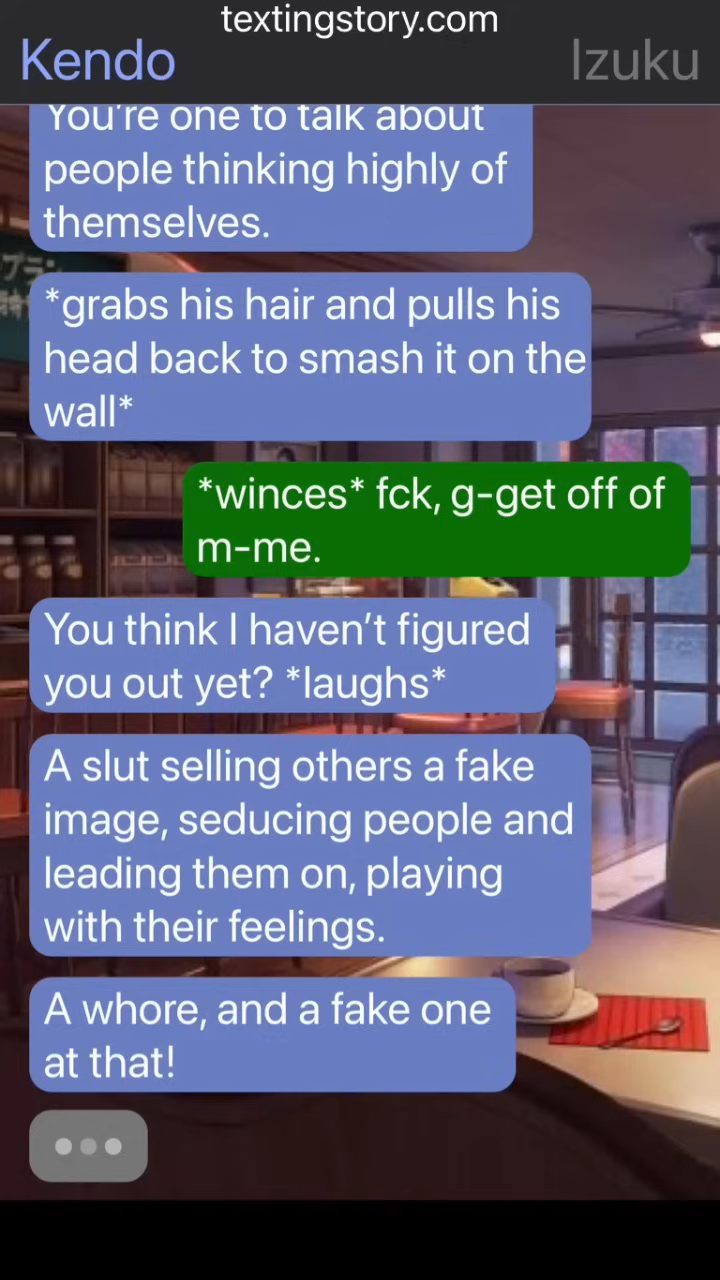 textingstory.com
Kendo
Izuku
You're one to talk about
people thinking highly of
themselves.
*grabs his hair and pulls his
head back to smash it on the
wall*
*winces* fck, g-get off of
m-me.
You think I haven’t figured
you out yet? *laughs*
A slut selling others a fake
image, seducing people and
leading them on, playing
with their feelings.
A whore, and a fake one
at that!